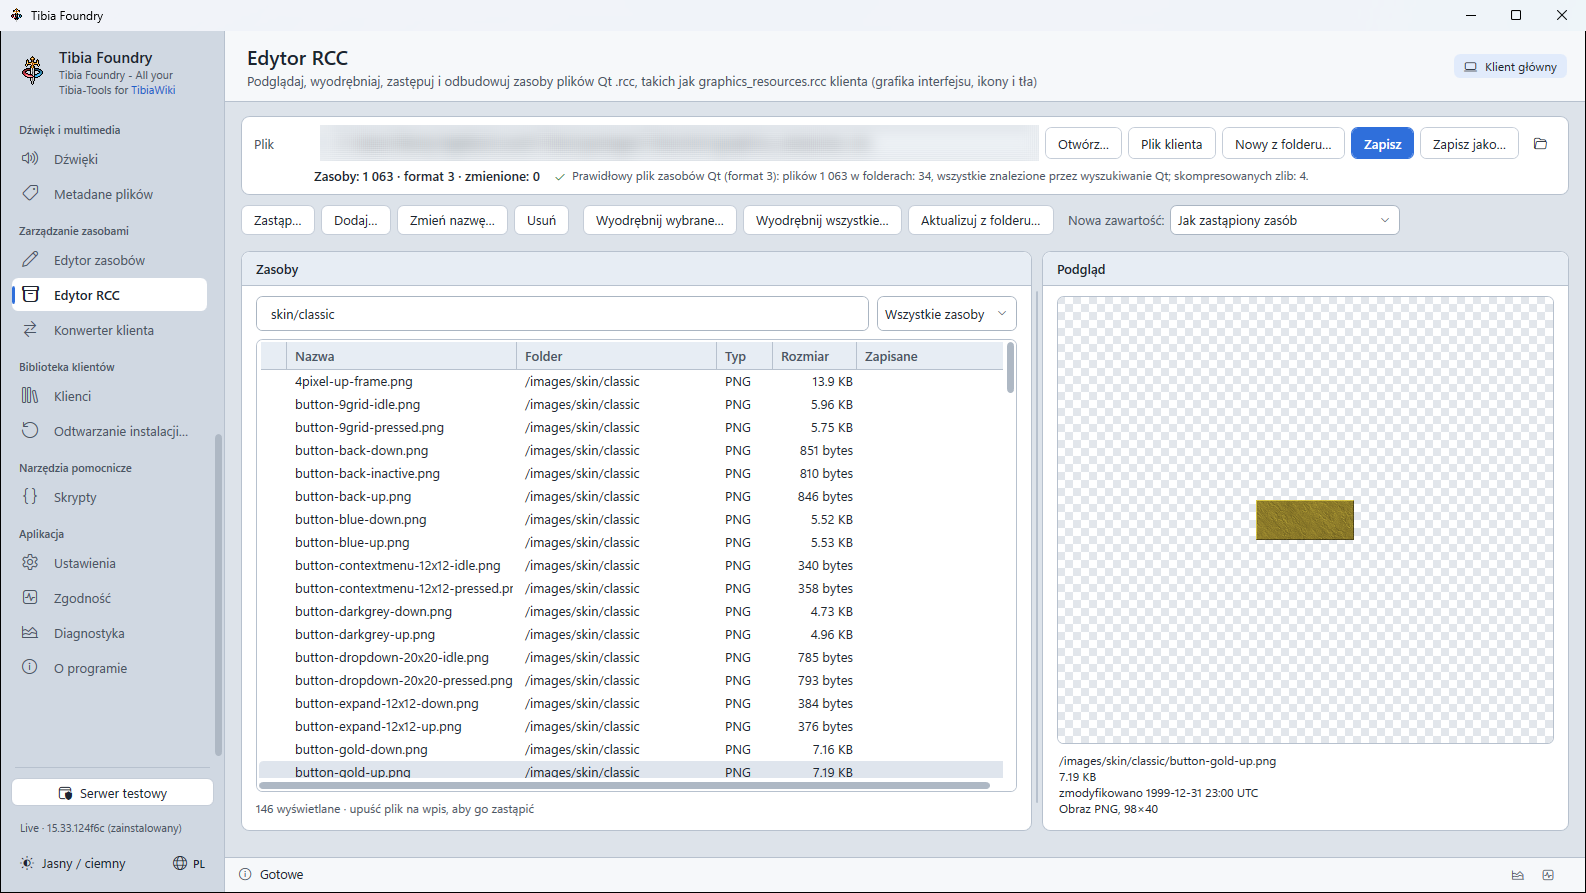 Tibia Foundry
Tibia Foundry
Tibia Foundry - All your
Tibia-Tools for TibiaWiki
Dźwięk i multimedia
Dźwięki
Metadane plików
Zarządzanie zasobami
Edytor zasobów
Edytor RCC
Konwerter klienta
Biblioteka klientów
Klienci
Odtwarzanie instalacji...
Narzędzia pomocnicze
Skrypty
Aplikacja
Ustawienia
Zgodność
Diagnostyka
O programie
Serwer testowy
Live · 15.33.124f6c (zainstalowany)
Jasny / ciemny PL
Edytor RCC
Podglądaj, wyodrębniaj, zastępuj i odbudowuj zasoby plików Qt .rcc, takich jak graphics_resources.rcc klienta (grafika interfejsu, ikony i tła)
Klient główny
Plik Otwórz... Plik klienta Nowy z folderu... Zapisz Zapisz jako...
Zasoby: 1 063 · format 3 · zmienione: 0 Prawidłowy plik zasobów Qt (format 3): plików 1 063 w folderach: 34, wszystkie znalezione przez wyszukiwanie Qt; skompresowanych zlib: 4.
Zastąp... Dodaj... Zmień nazwę... Usuń Wyodrębnij wybrane... Wyodrębnij wszystkie... Aktualizuj z folderu... Nowa zawartość: Jak zastąpiony zasób
Zasoby
skin/classic Wszystkie zasoby
Nazwa Folder Typ Rozmiar Zapisane
4pixel-up-frame.png /images/skin/classic PNG 13.9 KB
button-9grid-idle.png /images/skin/classic PNG 5.96 KB
button-9grid-pressed.png /images/skin/classic PNG 5.75 KB
button-back-down.png /images/skin/classic PNG 851 bytes
button-back-inactive.png /images/skin/classic PNG 810 bytes
button-back-up.png /images/skin/classic PNG 846 bytes
button-blue-down.png /images/skin/classic PNG 5.52 KB
button-blue-up.png /images/skin/classic PNG 5.53 KB
button-contextmenu-12x12-idle.png /images/skin/classic PNG 340 bytes
button-contextmenu-12x12-pressed.pr /images/skin/classic PNG 358 bytes
button-darkgrey-down.png /images/skin/classic PNG 4.73 KB
button-darkgrey-up.png /images/skin/classic PNG 4.96 KB
button-dropdown-20x20-idle.png /images/skin/classic PNG 785 bytes
button-dropdown-20x20-pressed.png /images/skin/classic PNG 793 bytes
button-expand-12x12-down.png /images/skin/classic PNG 384 bytes
button-expand-12x12-up.png /images/skin/classic PNG 376 bytes
button-gold-down.png /images/skin/classic PNG 7.16 KB
button-gold-up.png /images/skin/classic PNG 7.19 KB
146 wyświetlane · upuść plik na wpis, aby go zastąpić
Podgląd
/images/skin/classic/button-gold-up.png
7.19 KB
zmodyfikowano 1999-12-31 23:00 UTC
Obraz PNG, 98×40
Gotowe